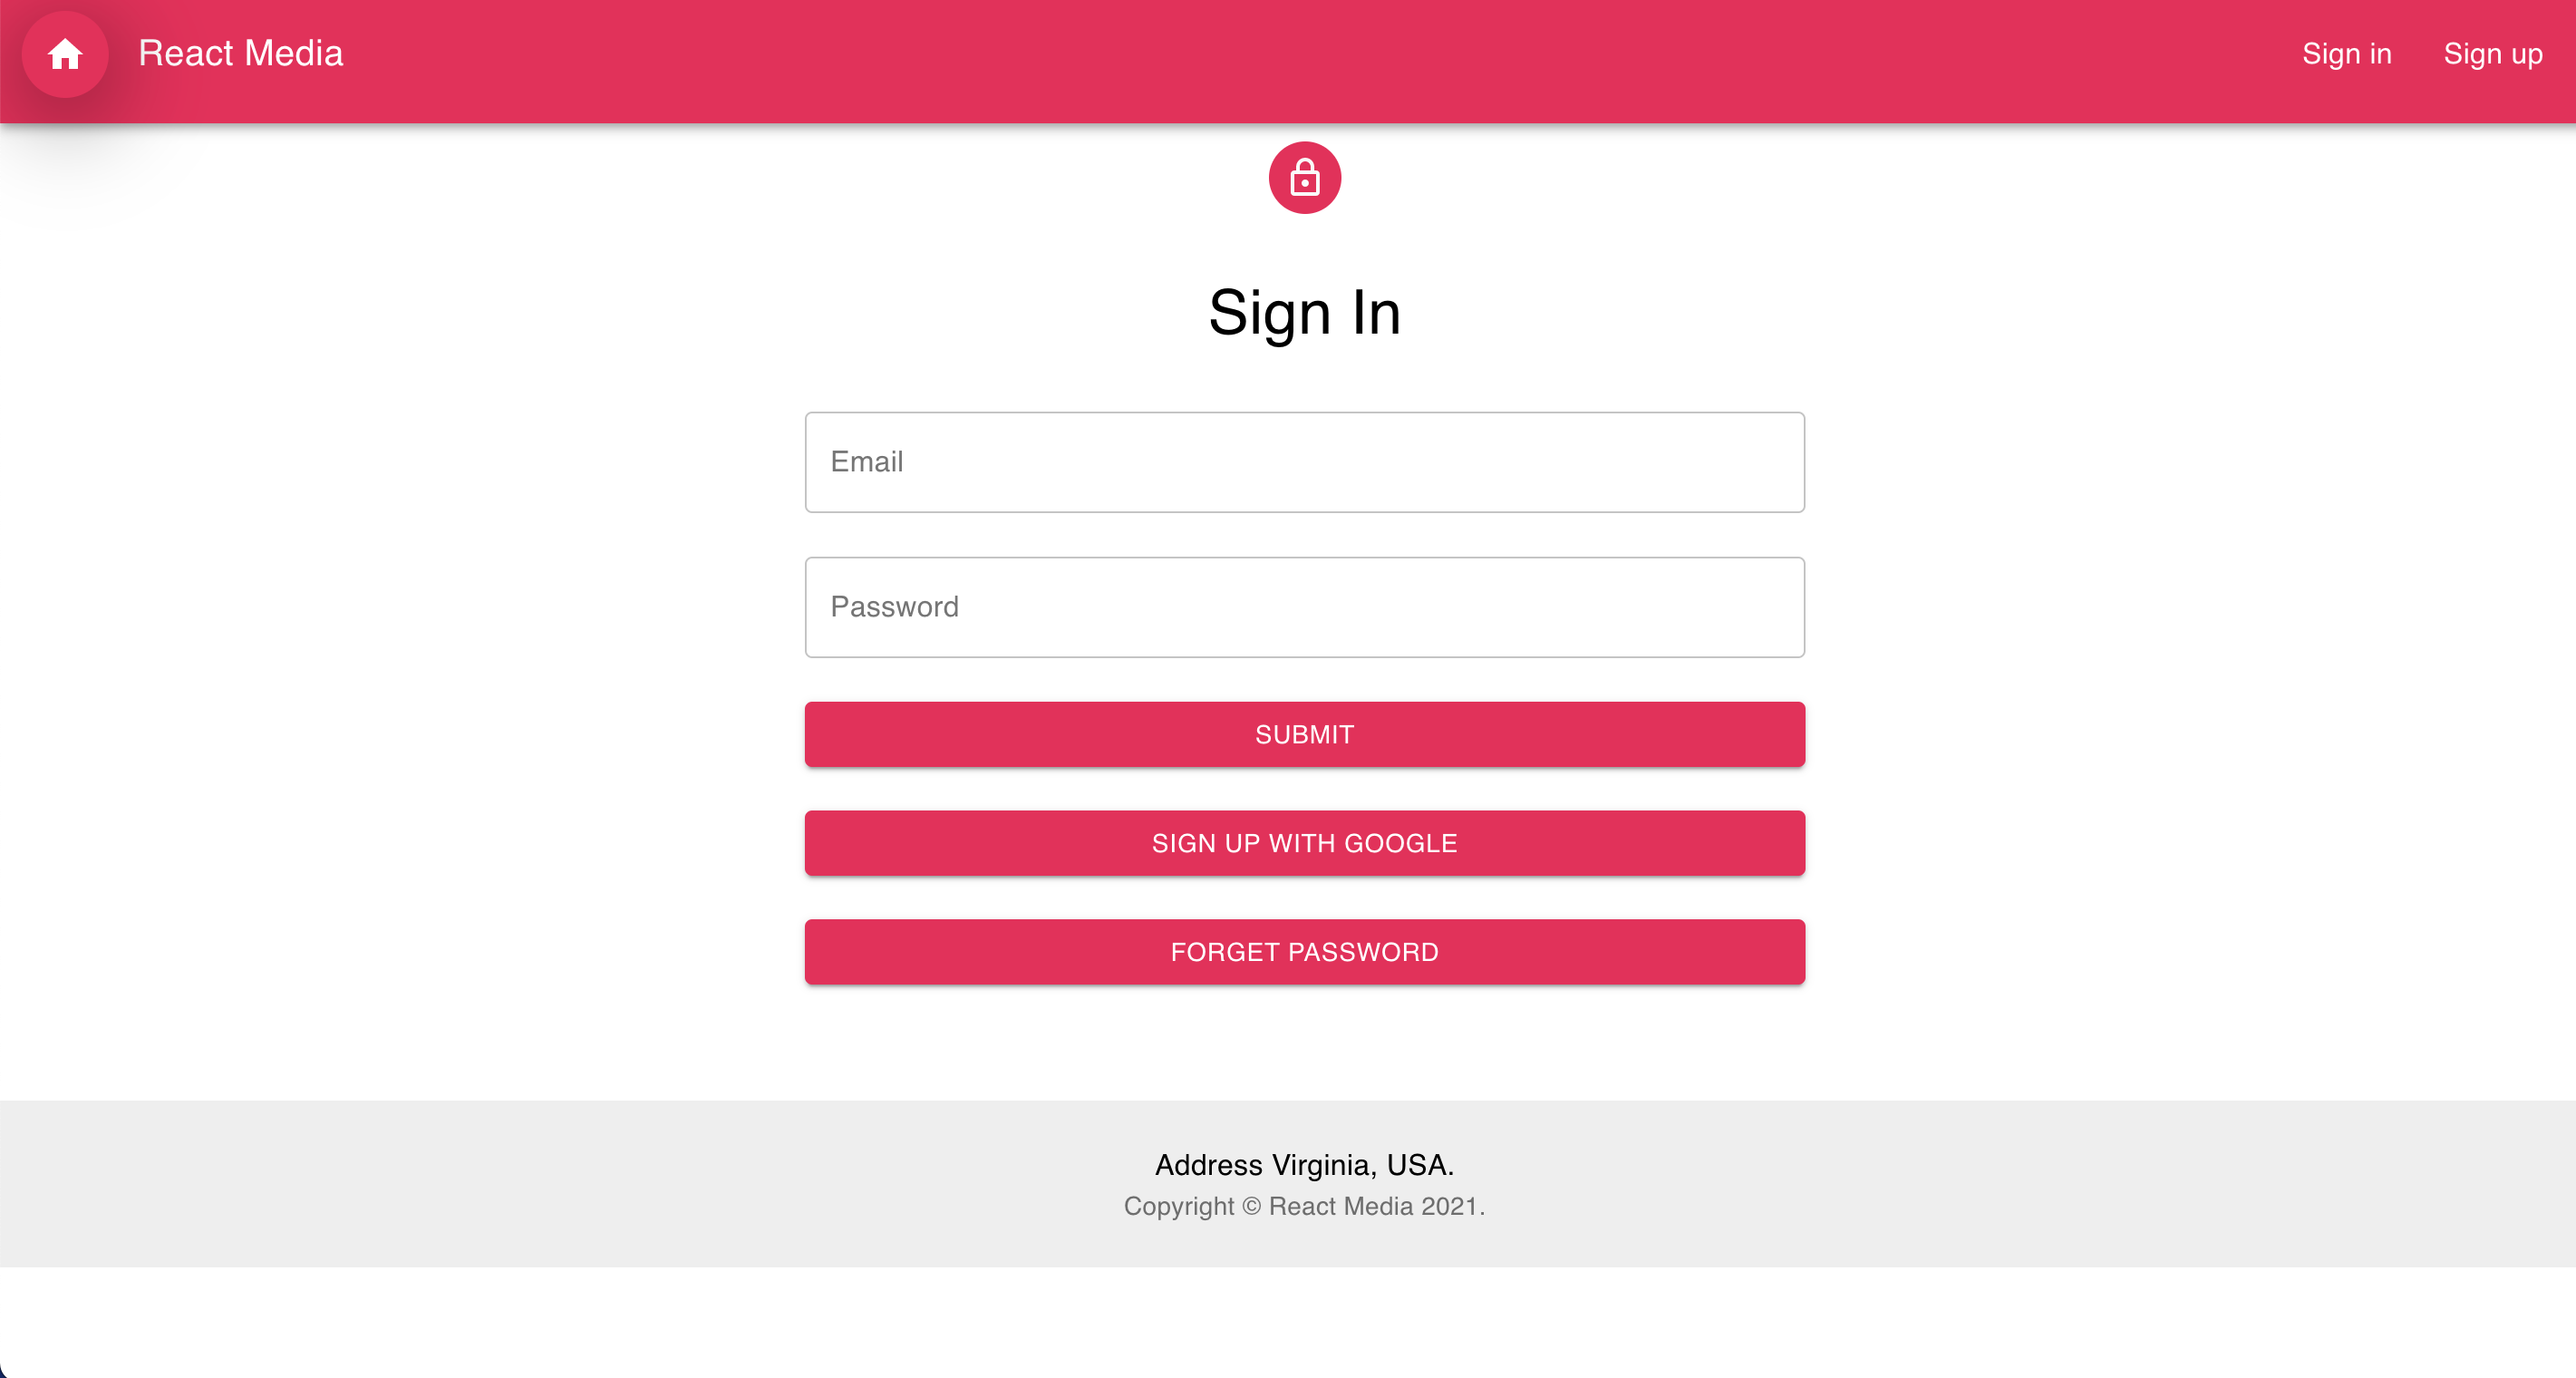 React Media
Sign in
Sign up
Sign In
Email
Password
SUBMIT
SIGN UP WITH GOOGLE
FORGET PASSWORD
Address Virginia, USA.
Copyright © React Media 2021.